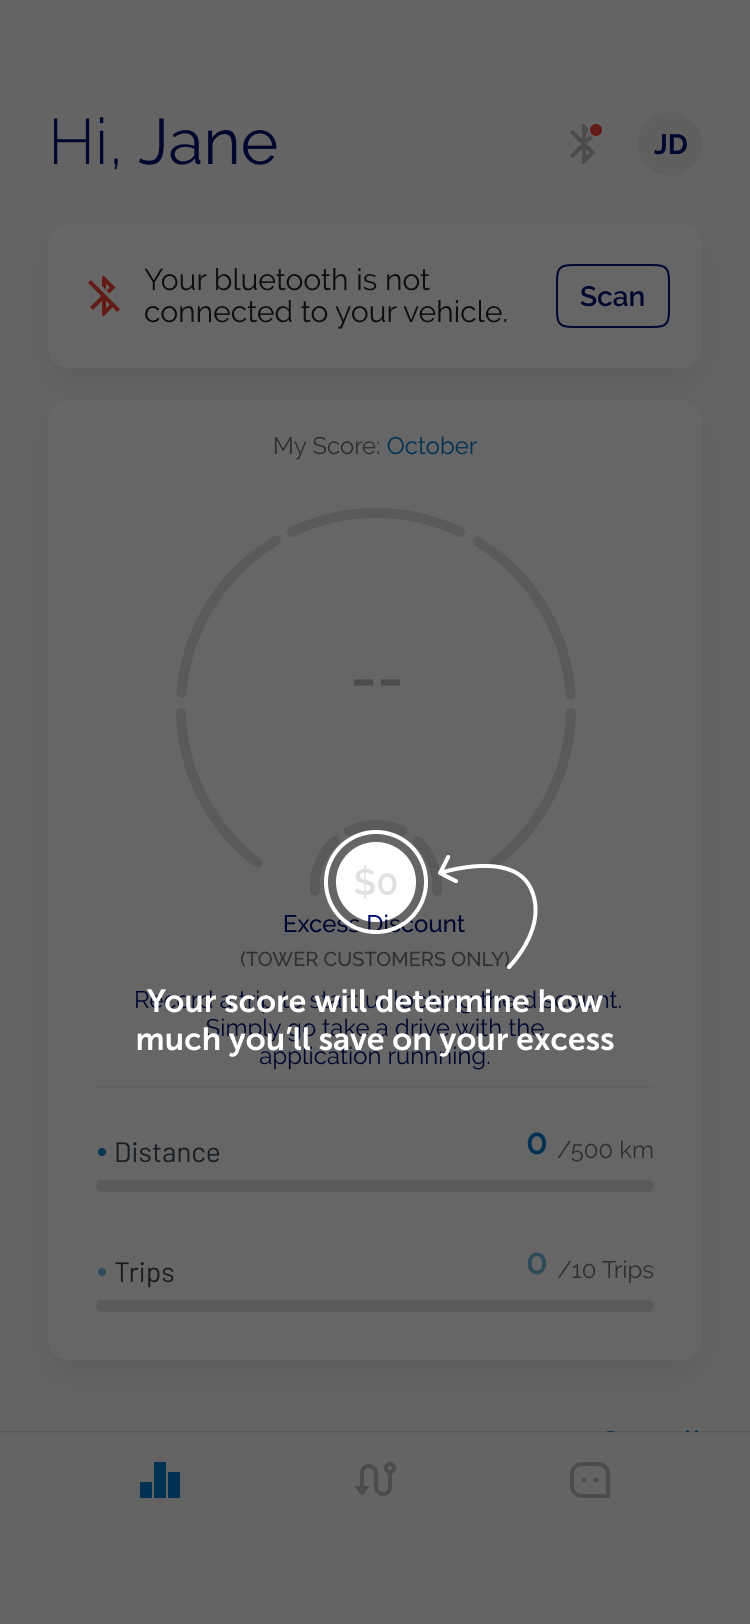 Hi, Jane
JD
Your bluetooth is not
connected to your vehicle.
Scan
My Score: October
--
$0
Excess Discount
(TOWER CUSTOMERS ONLY)
Your score will determine how
much you'll save on your excess
Simply go take a drive with the
application runnning.
Distance
0 /500 km
Trips
0 /10 Trips